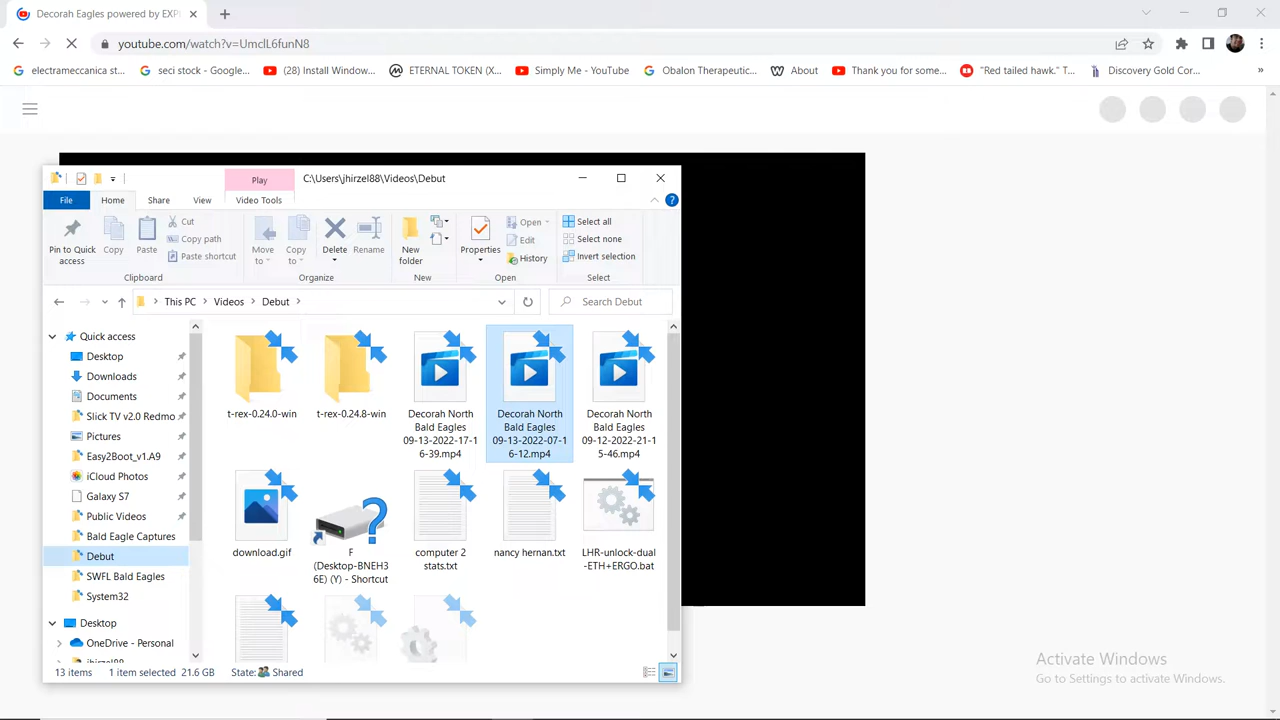 Decorah Eagles powered by EXP
youtube.com/watch?v=UmclL6funN8
electrameccanica st...
seci stock - Google...
(28) Install Window...
ETERNAL TOKEN (X...
Simply Me - YouTube
Obalon Therapeutic...
About
Thank you for some...
"Red tailed hawk." T...
Discovery Gold Cor...
»
Play
C:\Users\jhirzel88\Videos\Debut
File
Home
Share
View
Video Tools
Pin to Quick access
Copy
Paste
Cut
Copy path
Paste shortcut
Clipboard
Move to
Copy to
Delete
Rename
Organize
New folder
New
Properties
Open
Edit
History
Open
Select all
Select none
Invert selection
Select
This PC
Videos
Debut
Search Debut
Quick access
Desktop
Downloads
Documents
Slick TV v2.0 Redmo
Pictures
Easy2Boot_v1.A9
iCloud Photos
Galaxy S7
Public Videos
Bald Eagle Captures
Debut
SWFL Bald Eagles
System32
Desktop
OneDrive - Personal
jhirzel88
t-rex-0.24.0-win
t-rex-0.24.8-win
Decorah North
Bald Eagles
09-13-2022-17-1
6-39.mp4
Decorah North
Bald Eagles
09-13-2022-07-1
6-12.mp4
Decorah North
Bald Eagles
09-12-2022-21-1
5-46.mp4
download.gif
F
(Desktop-BNEH3
6E) (Y) - Shortcut
computer 2
stats.txt
nancy hernan.txt
LHR-unlock-dual
-ETH+ERGO.bat
13 items
1 item selected 21.6 GB
State: Shared
Activate Windows
Go to Settings to activate Windows.